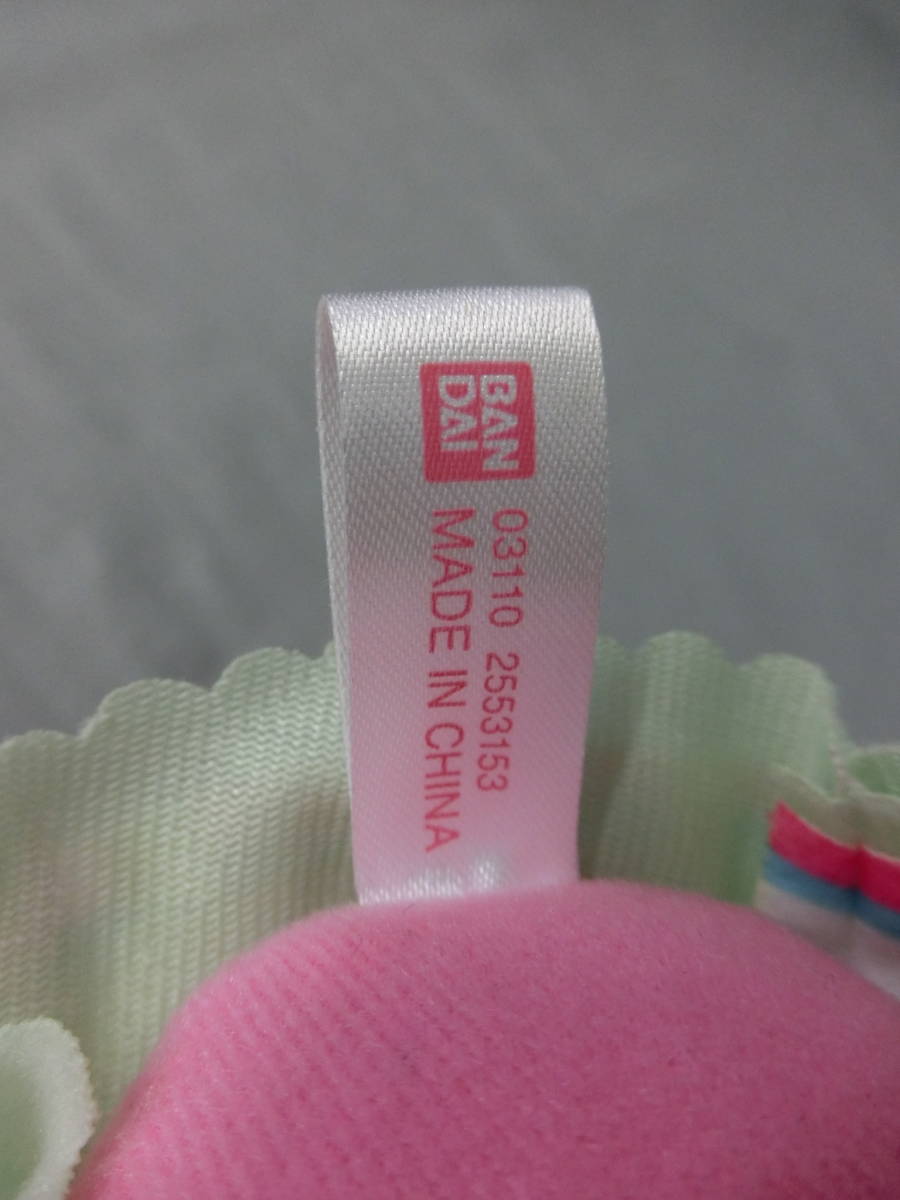 BAN
DAI
03110 2553153
MADE IN CHINA